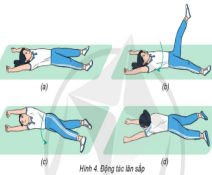 (a)
(b)
(c)
(d)
Hình 4. Động tác lăn sấp